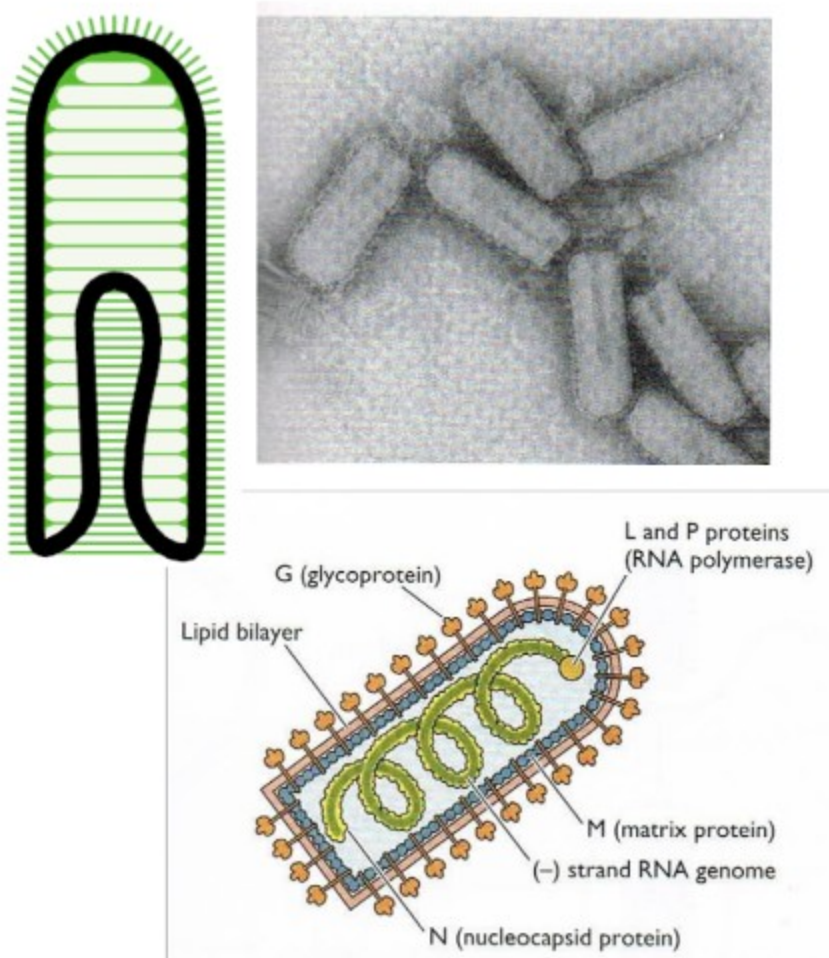 L and P proteins
(RNA polymerase)
G (glycoprotein)
Lipid bilayer
M (matrix protein)
(–) strand RNA genome
N (nucleocapsid protein)